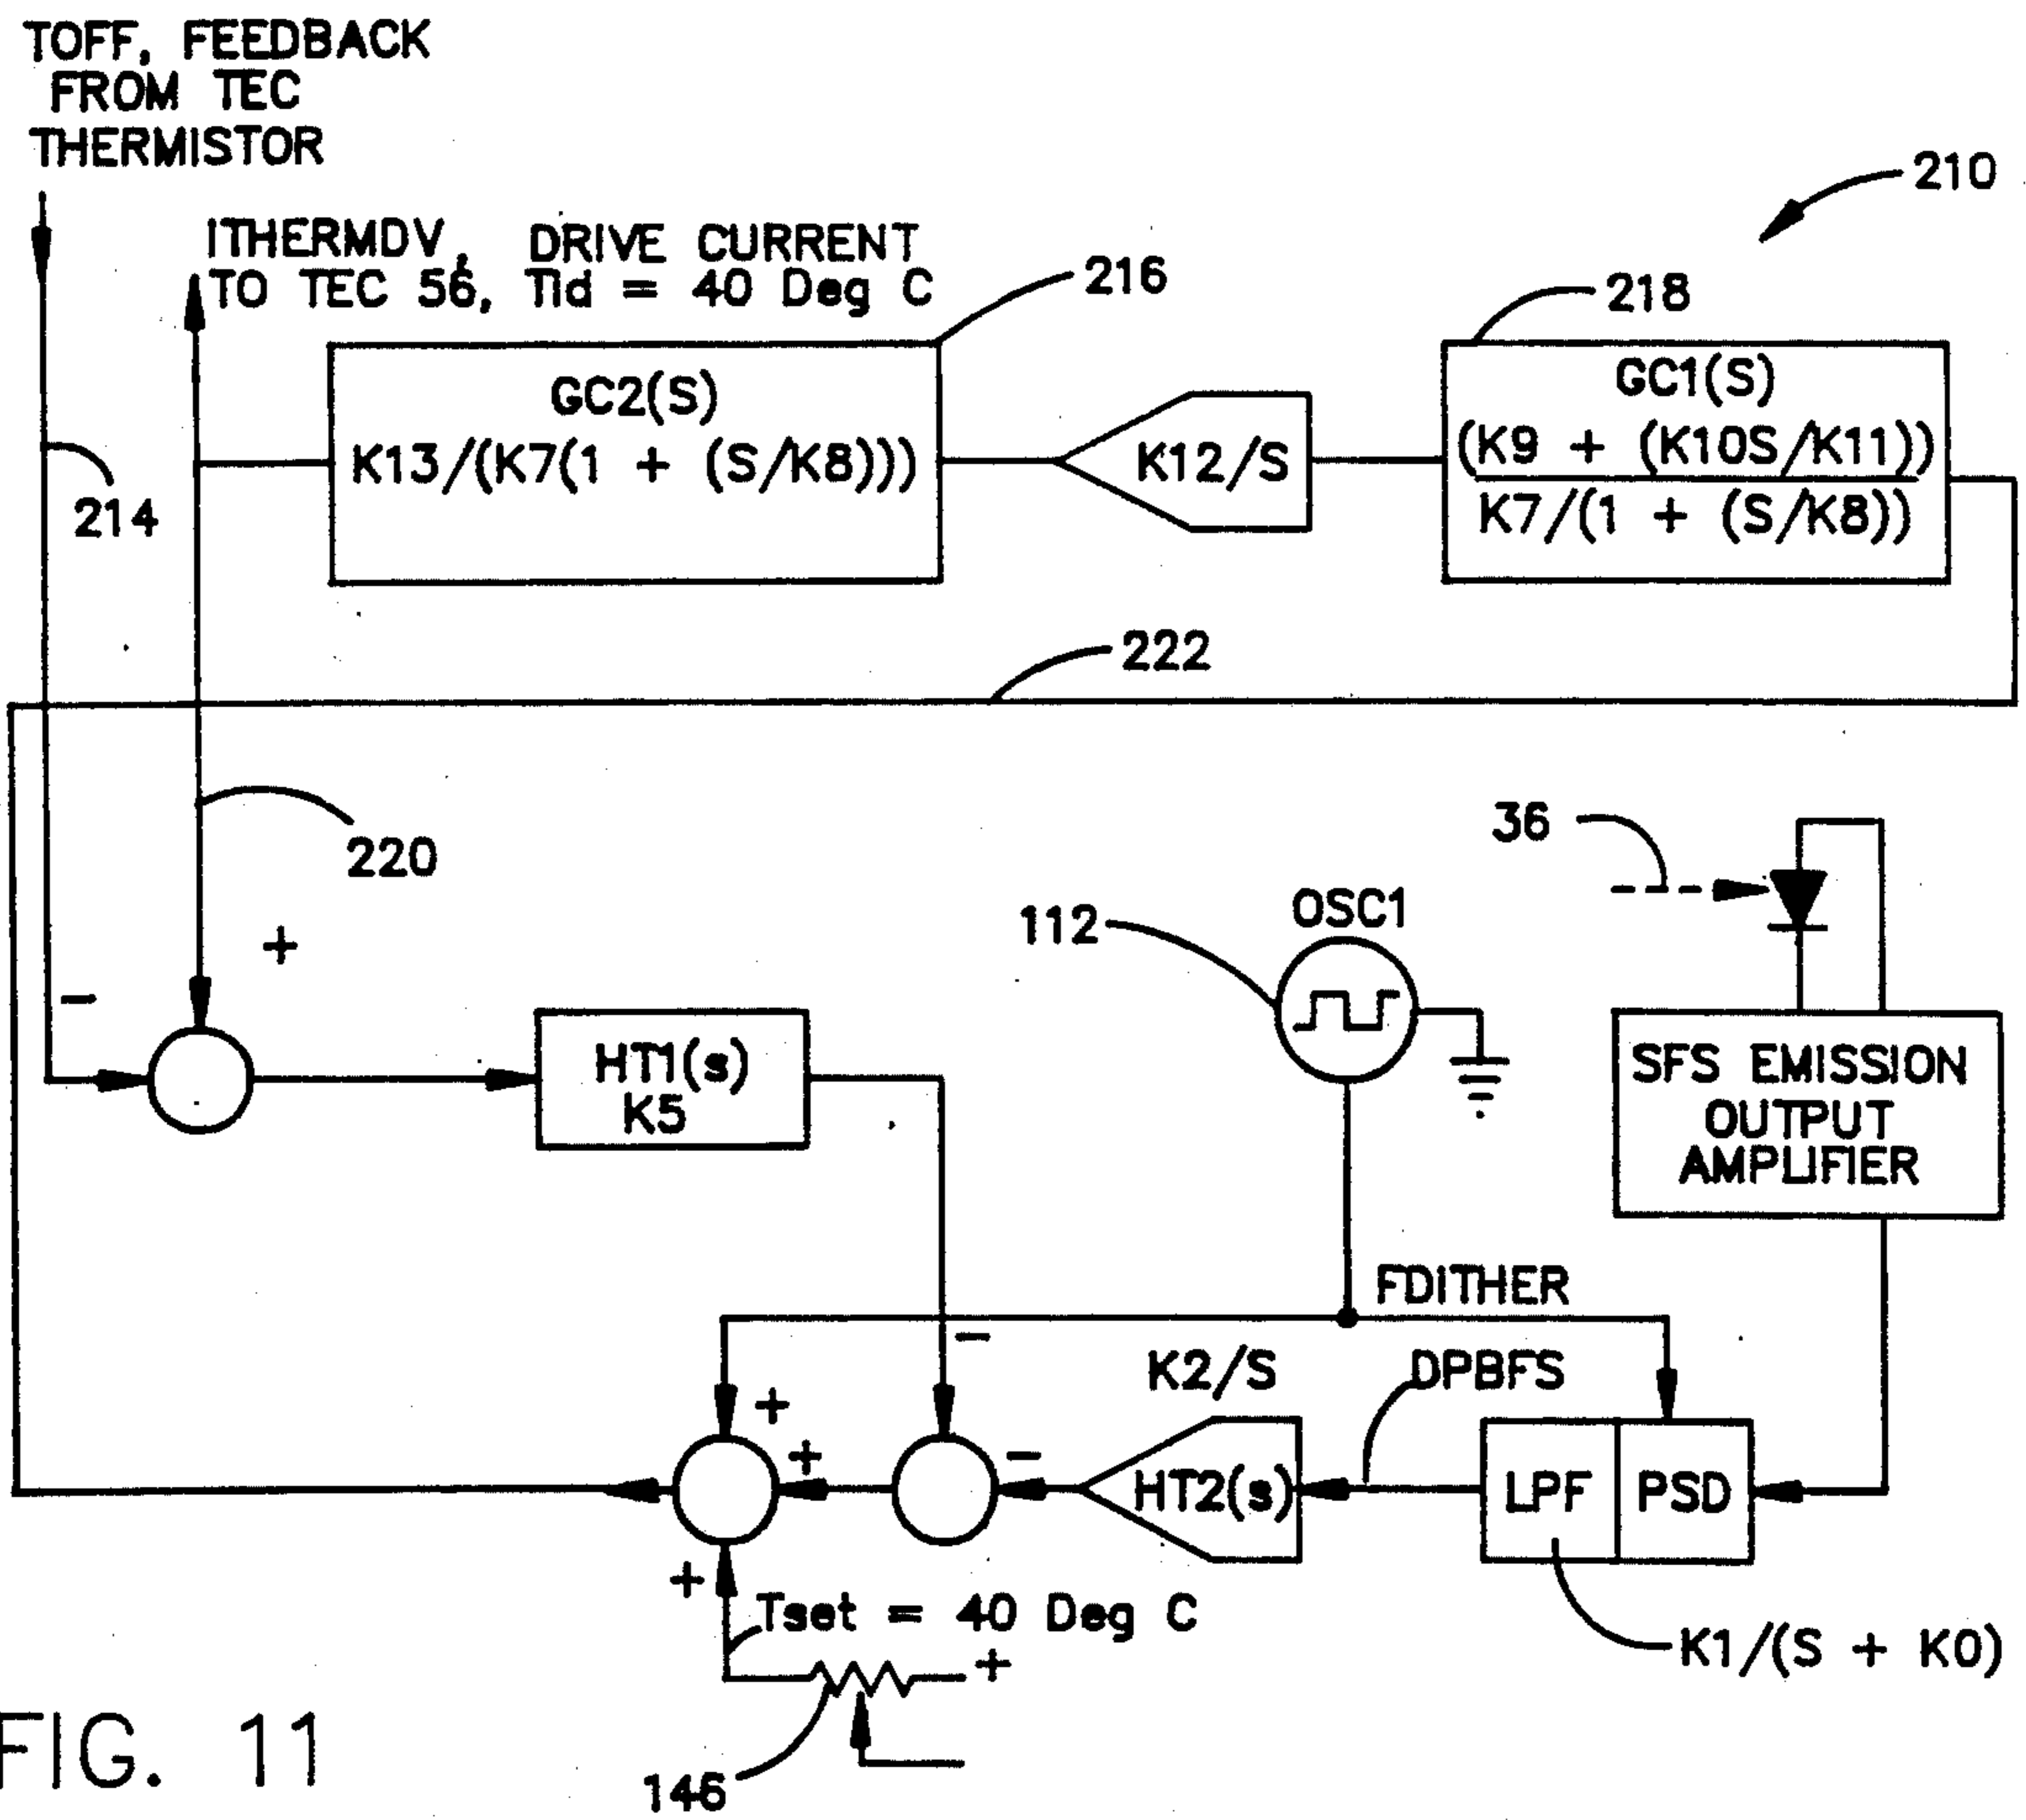 TOFF, FEEDBACK
FROM TEC
THERMISTOR
210
ITHERMDV, DRIVE CURRENT
TO TEC 56, Tld = 40 Deg C
216
218
GC2(S)
K13/(K7(1 + (S/K8)))
K12/S
GC1(S)
(K9 + (K10S/K11))
K7/(1 + (S/K8))
214
222
220
36
OSC1
112
+
−
HT1(s)
K5
SFS EMISSION
OUTPUT
AMPLIFIER
FDITHER
−
K2/S
DPBFS
+
+
−
HT2(s)
LPF
PSD
+
Tset = 40 Deg C
+
K1/(S + K0)
146
FIG. 11